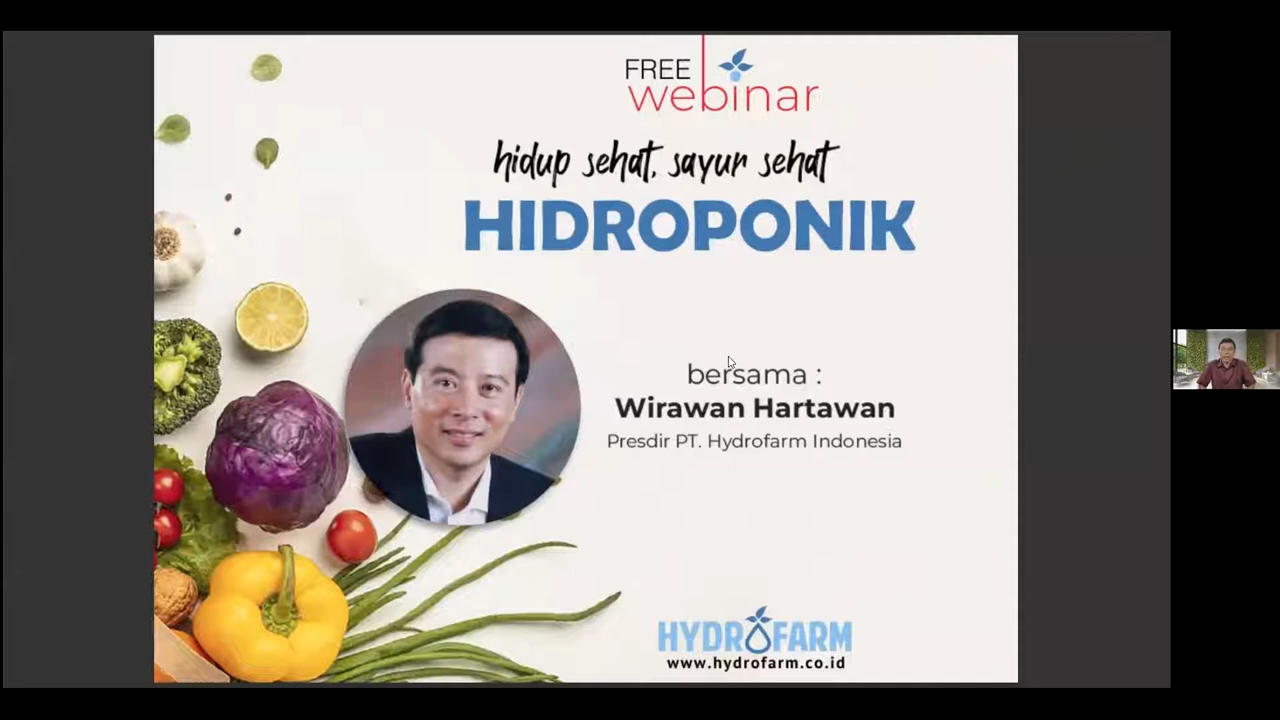 FREE
webinar
hidup sehat, sayur sehat
HIDROPONIK
bersama :
Wirawan Hartawan
Presdir PT. Hydrofarm Indonesia
HYDROFARM
www.hydrofarm.co.id